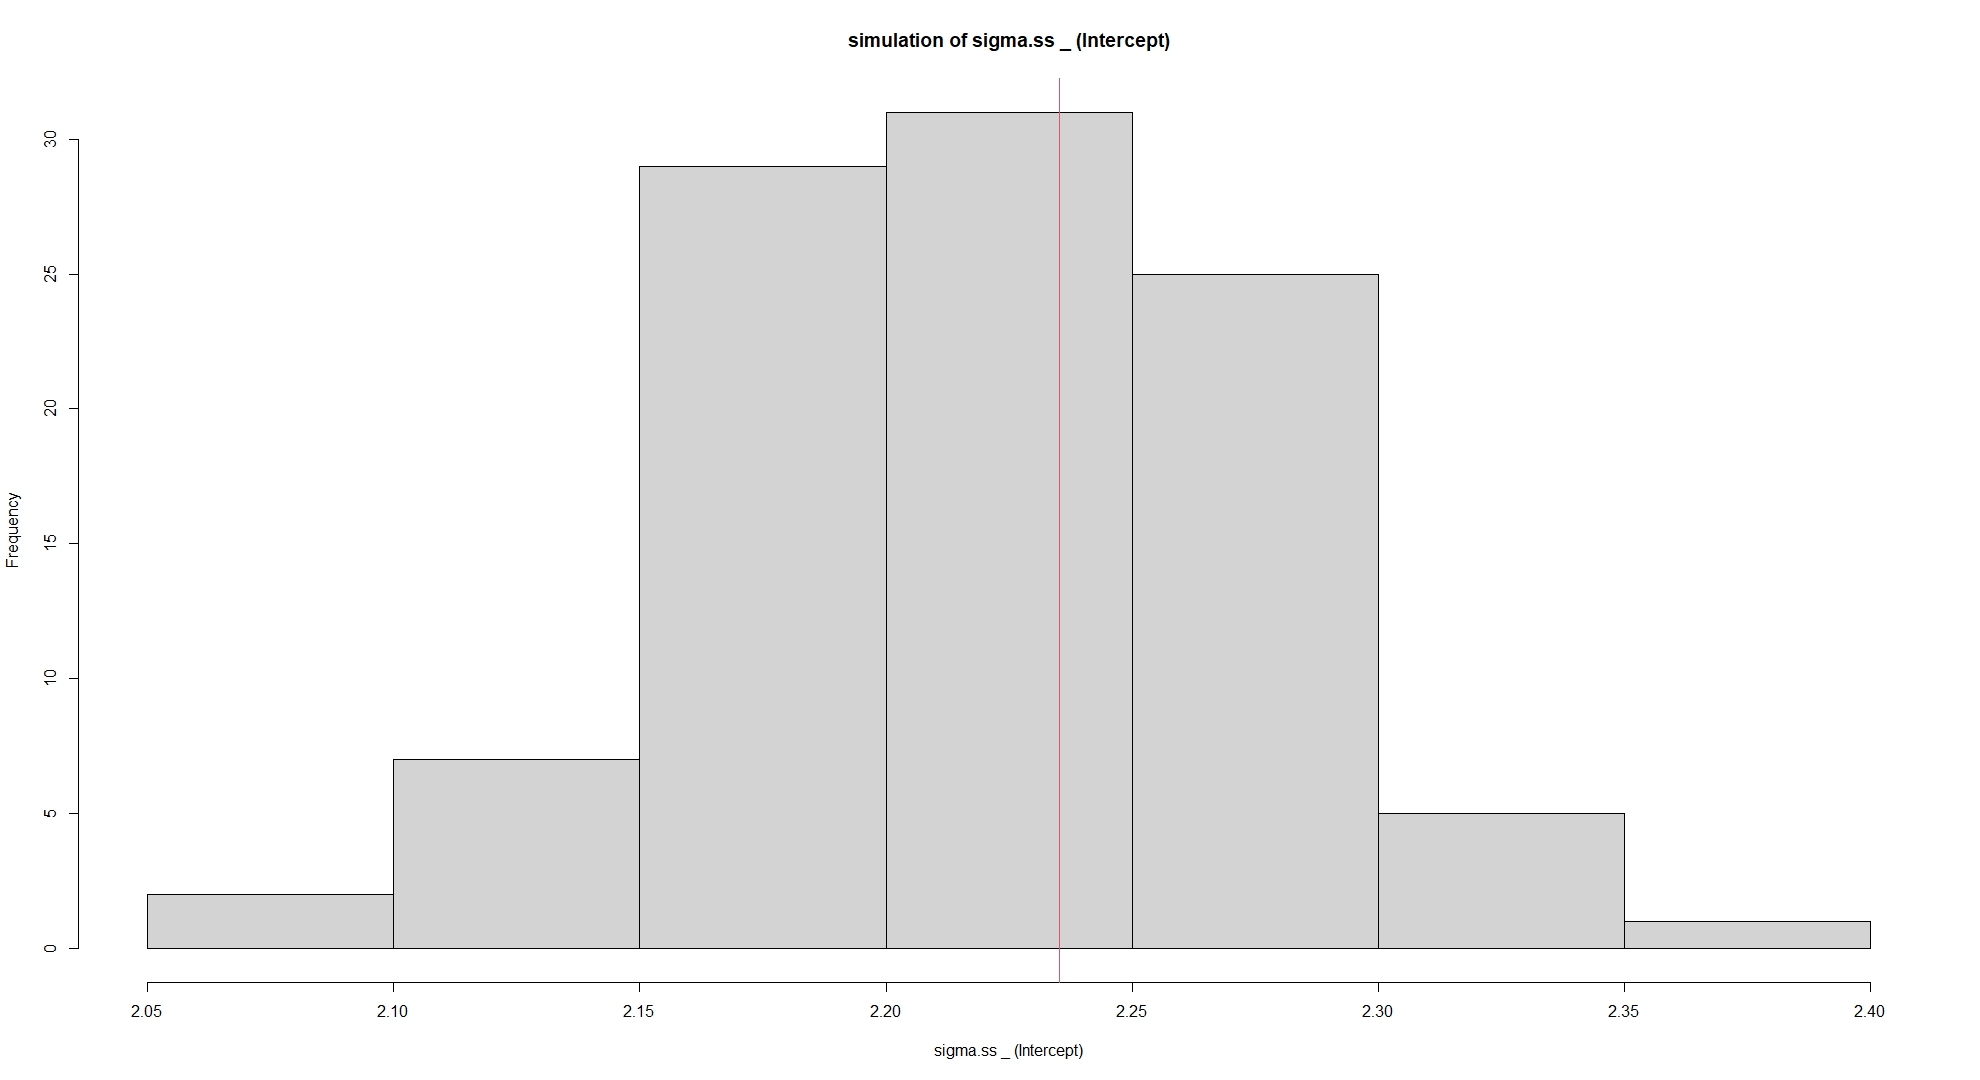 simulation of sigma.ss _ (Intercept)
Frequency
30
25
20
15
10
5
0
2.05 2.10 2.15 2.20 2.25 2.30 2.35 2.40
sigma.ss _ (Intercept)